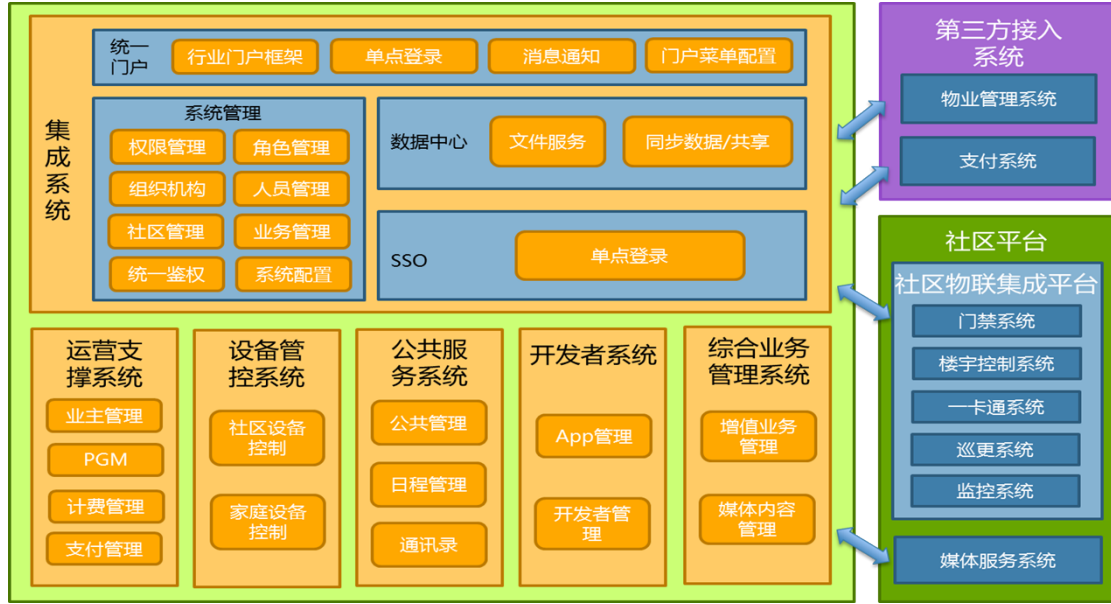 集
成
系
统
统一
门户
行业门户框架
单点登录
消息通知
门户菜单配置
系统管理
权限管理
角色管理
组织机构
人员管理
社区管理
业务管理
统一鉴权
系统配置
数据中心
文件服务
同步数据/共享
SSO
单点登录
运营支
撑系统
业主管理
PGM
计费管理
支付管理
设备管
控系统
社区设备
控制
家庭设备
控制
公共服
务系统
公共管理
日程管理
通讯录
开发者系统
App管理
开发者管
理
综合业务
管理系统
增值业务
管理
媒体内容
管理
第三方接入
系统
物业管理系统
支付系统
社区平台
社区物联集成平台
门禁系统
楼宇控制系统
一卡通系统
巡更系统
监控系统
媒体服务系统